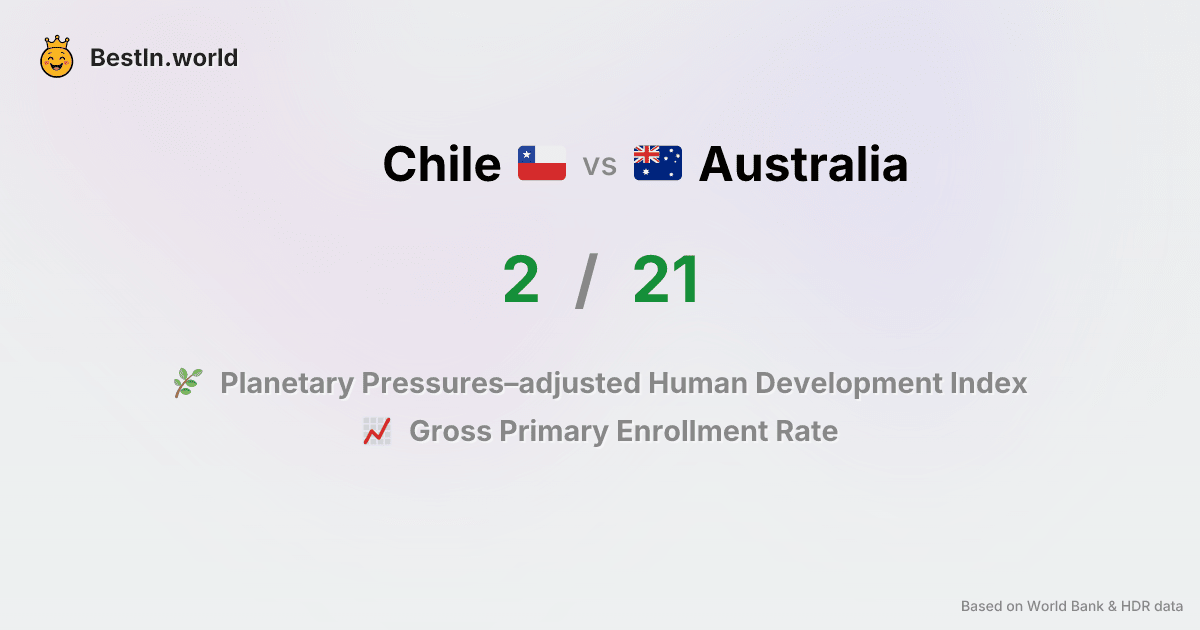 BestIn.world
Chile vs Australia
2 / 21
Planetary Pressures–adjusted Human Development Index
Gross Primary Enrollment Rate
Based on World Bank & HDR data